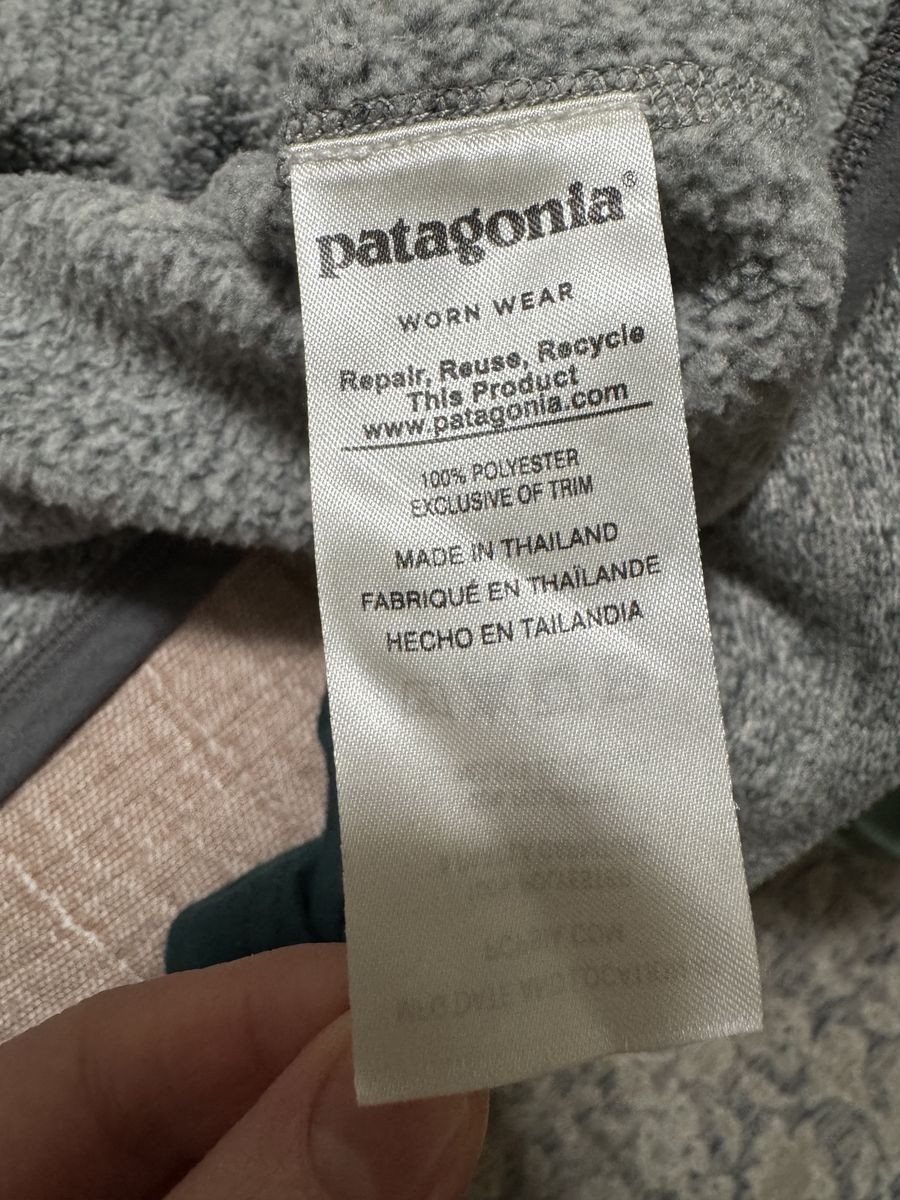 patagonia®
WORN WEAR
Repair, Reuse, Recycle
This Product
www.patagonia.com
100% POLYESTER
EXCLUSIVE OF TRIM
MADE IN THAILAND
FABRIQUÉ EN THAÏLANDE
HECHO EN TAILANDIA